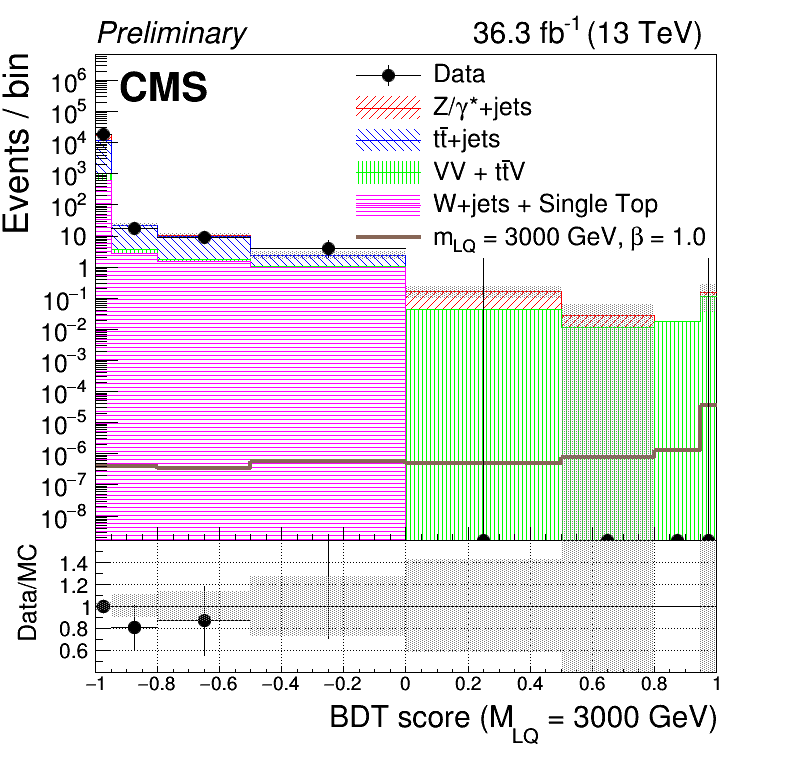 Preliminary 36.3 fb⁻¹ (13 TeV)
CMS
Events / bin
Data
Z/γ*+jets
tt̄+jets
VV + tt̄V
W+jets + Single Top
m_LQ = 3000 GeV, β = 1.0
10⁶
10⁵
10⁴
10³
10²
10
1
10⁻¹
10⁻²
10⁻³
10⁻⁴
10⁻⁵
10⁻⁶
10⁻⁷
10⁻⁸
Data/MC
1.4
1.2
1
0.8
0.6
−1 −0.8 −0.6 −0.4 −0.2 0 0.2 0.4 0.6 0.8 1
BDT score (M_LQ = 3000 GeV)